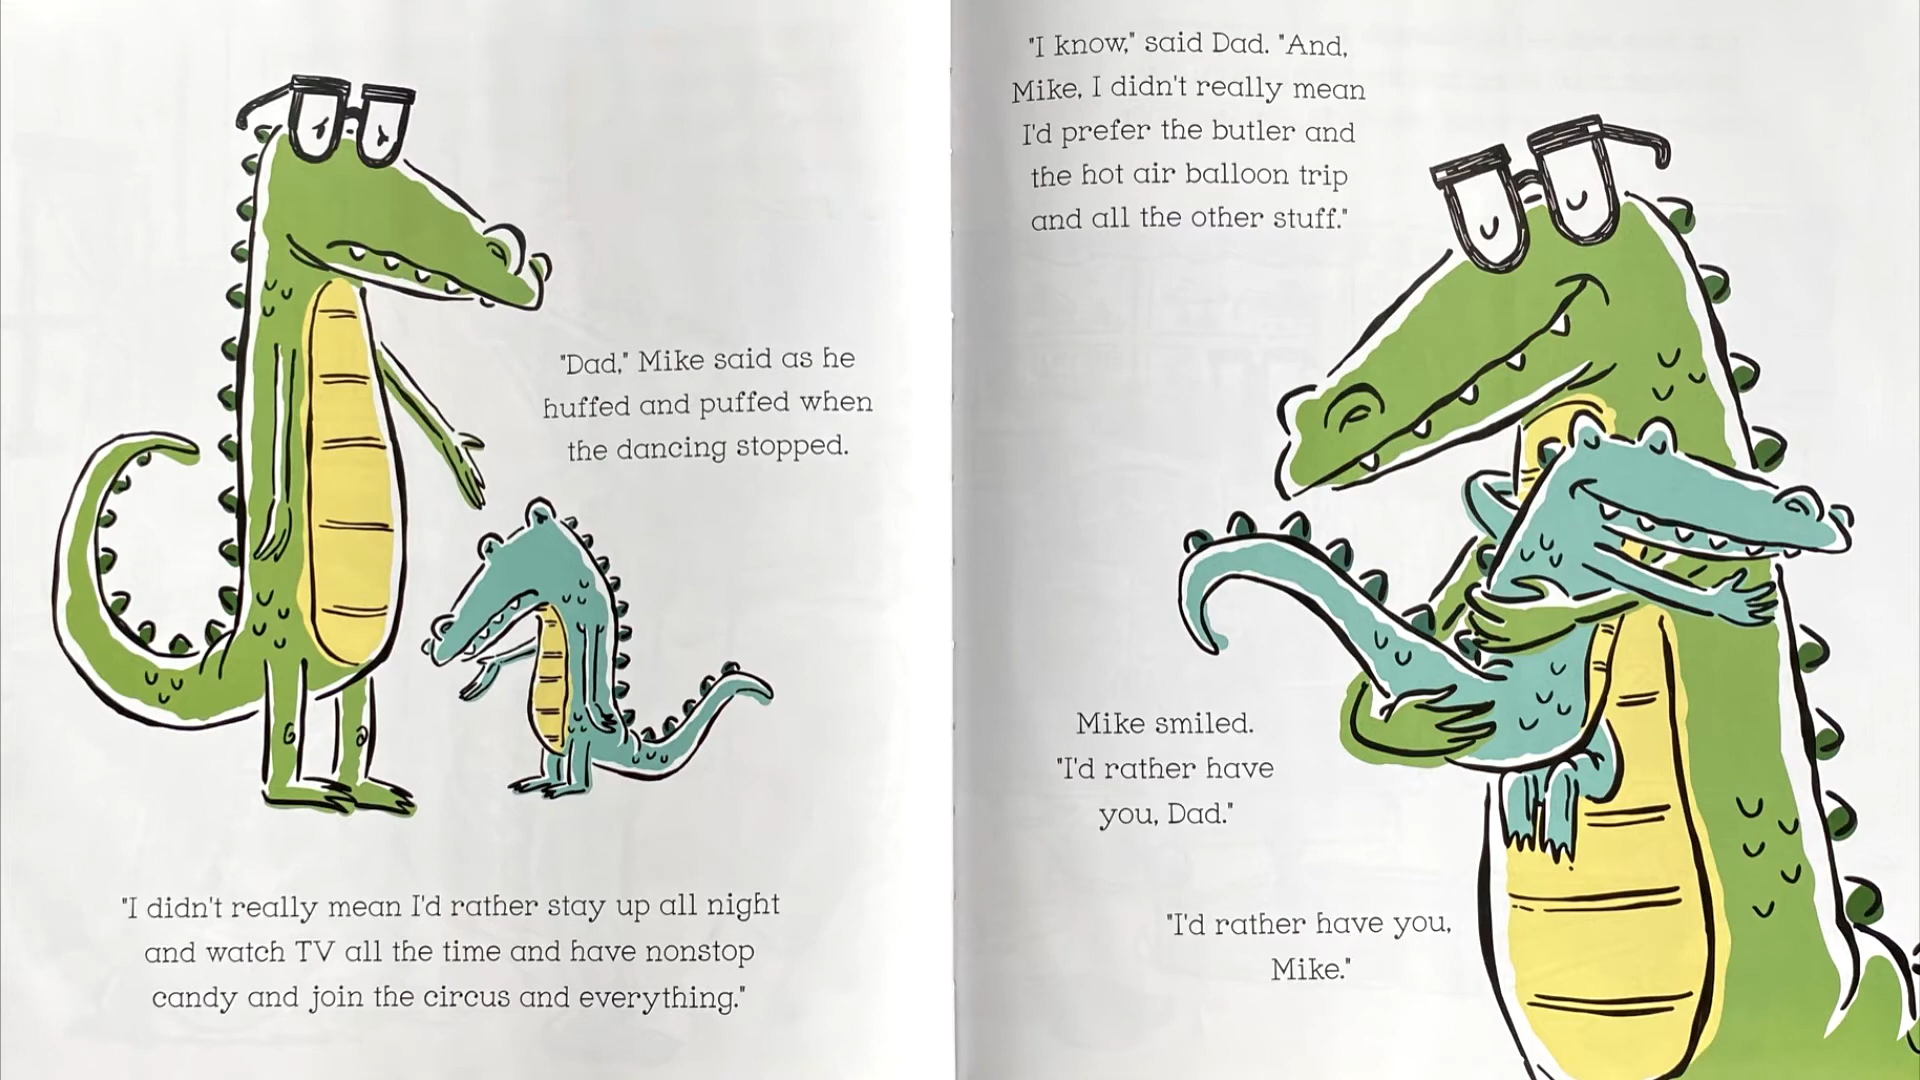 "Dad," Mike said as he
huffed and puffed when
the dancing stopped.
"I didn't really mean I'd rather stay up all night
and watch TV all the time and have nonstop
candy and join the circus and everything."
"I know," said Dad. "And,
Mike, I didn't really mean
I'd prefer the butler and
the hot air balloon trip
and all the other stuff."
Mike smiled.
"I'd rather have
you, Dad."
"I'd rather have you,
Mike."